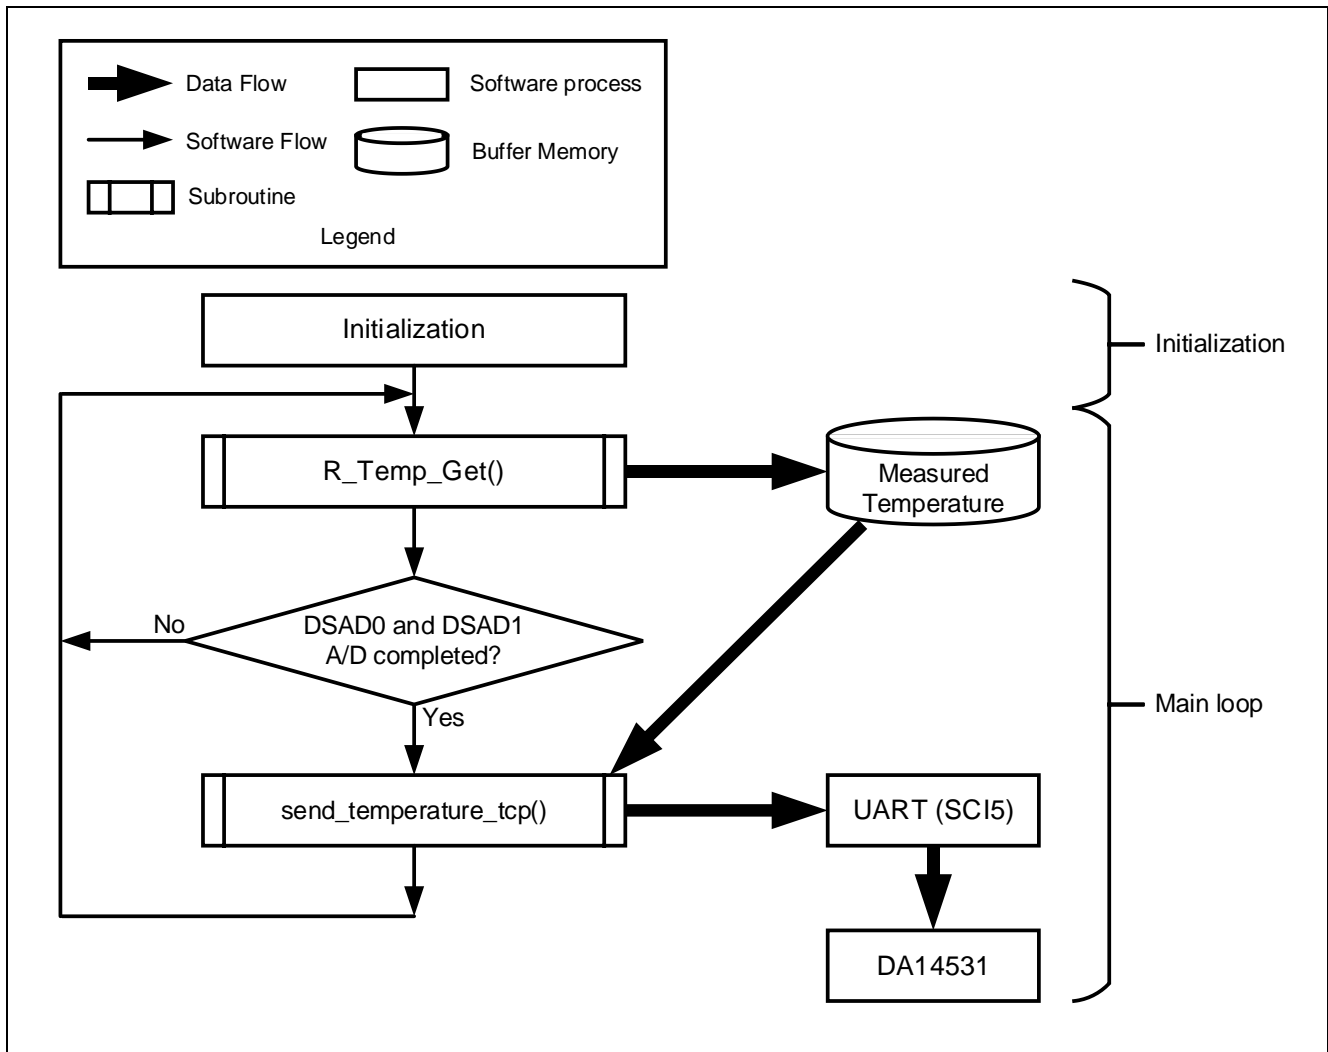 Data Flow
Software process
Software Flow
Buffer Memory
Subroutine
Legend
Initialization
Initialization
R_Temp_Get()
Measured
Temperature
No
DSAD0 and DSAD1
A/D completed?
Yes
Main loop
send_temperature_tcp()
UART (SCI5)
DA14531